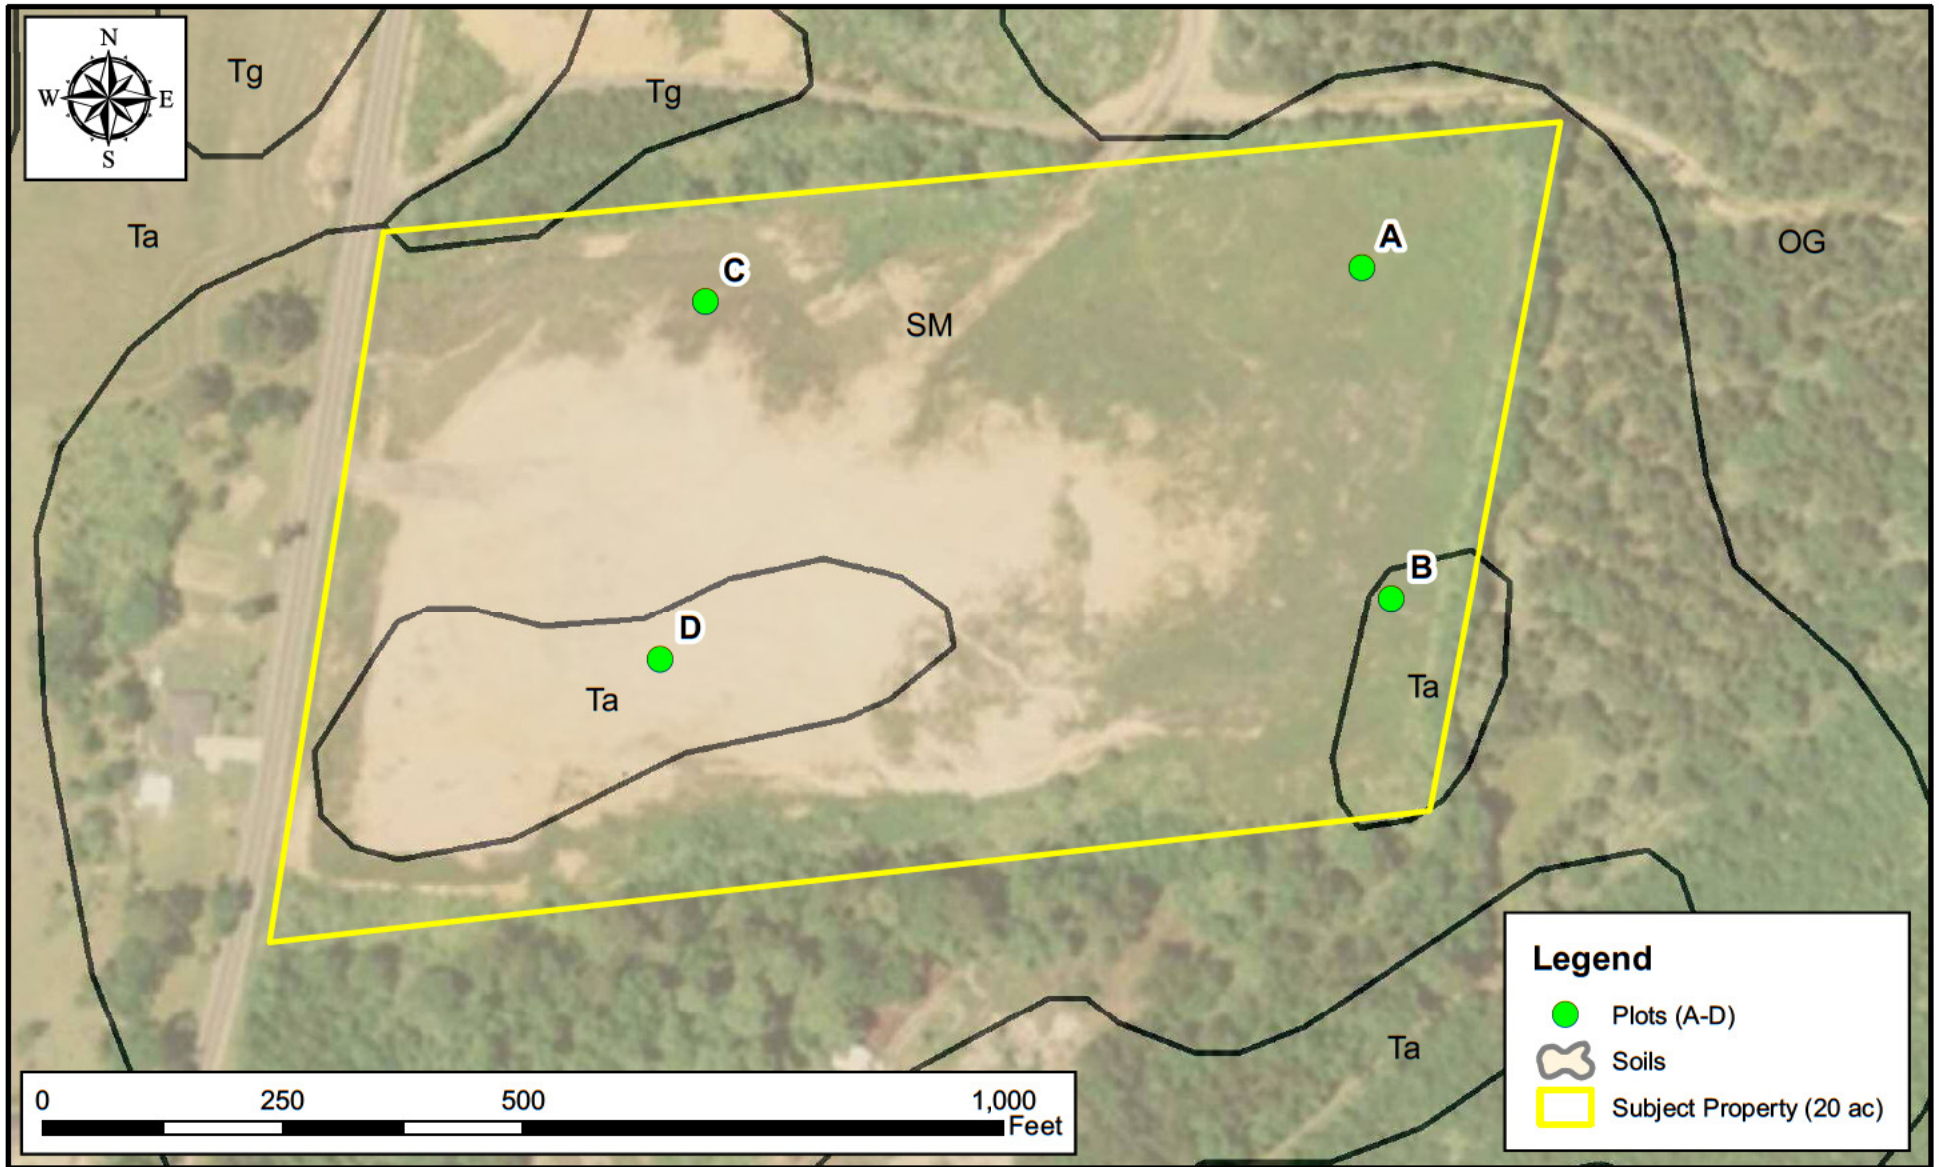 N
W E
S
Tg
Tg
Ta
OG
A
C
SM
B
D
Ta
Ta
Ta
Legend
Plots (A-D)
Soils
Subject Property (20 ac)
0 250 500 1,000
Feet